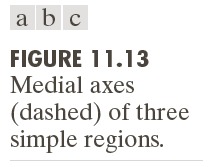 a b c
FIGURE 11.13
Medial axes
(dashed) of three
simple regions.